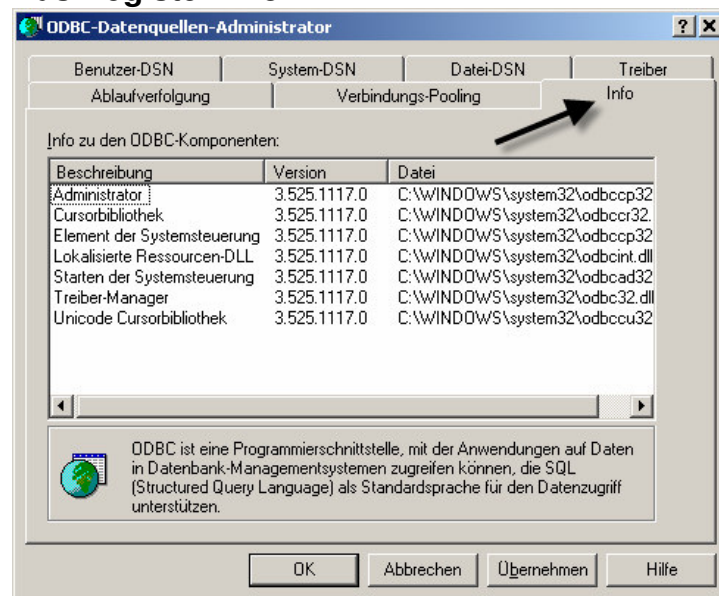 ODBC-Datenquellen-Administrator
Benutzer-DSN System-DSN Datei-DSN Treiber
Ablaufverfolgung Verbindungs-Pooling Info
Info zu den ODBC-Komponenten:
Beschreibung Version Datei
Administrator 3.525.1117.0 C:\WINDOWS\system32\odbccp32
Cursorbibliothek 3.525.1117.0 C:\WINDOWS\system32\odbccr32.
Element der Systemsteuerung 3.525.1117.0 C:\WINDOWS\system32\odbccp32
Lokalisierte Ressourcen-DLL 3.525.1117.0 C:\WINDOWS\system32\odbcint.dll
Starten der Systemsteuerung 3.525.1117.0 C:\WINDOWS\system32\odbcad32
Treiber-Manager 3.525.1117.0 C:\WINDOWS\system32\odbc32.dll
Unicode Cursorbibliothek 3.525.1117.0 C:\WINDOWS\system32\odbccu32
ODBC ist eine Programmierschnittstelle, mit der Anwendungen auf Daten
in Datenbank-Managementsystemen zugreifen können, die SQL
(Structured Query Language) als Standardsprache für den Datenzugriff
unterstützen.
OK Abbrechen Übernehmen Hilfe